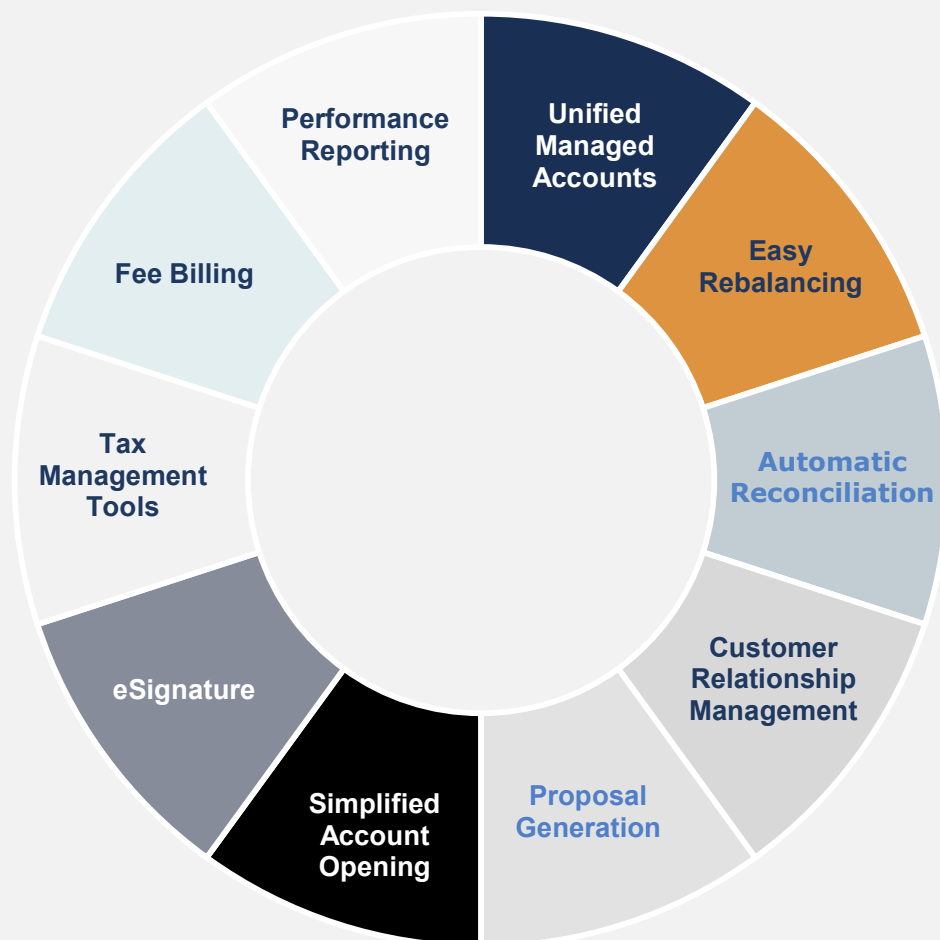 Performance
Reporting
Unified
Managed
Accounts
Easy
Rebalancing
Automatic
Reconciliation
Customer
Relationship
Management
Proposal
Generation
Simplified
Account
Opening
eSignature
Tax
Management
Tools
Fee Billing